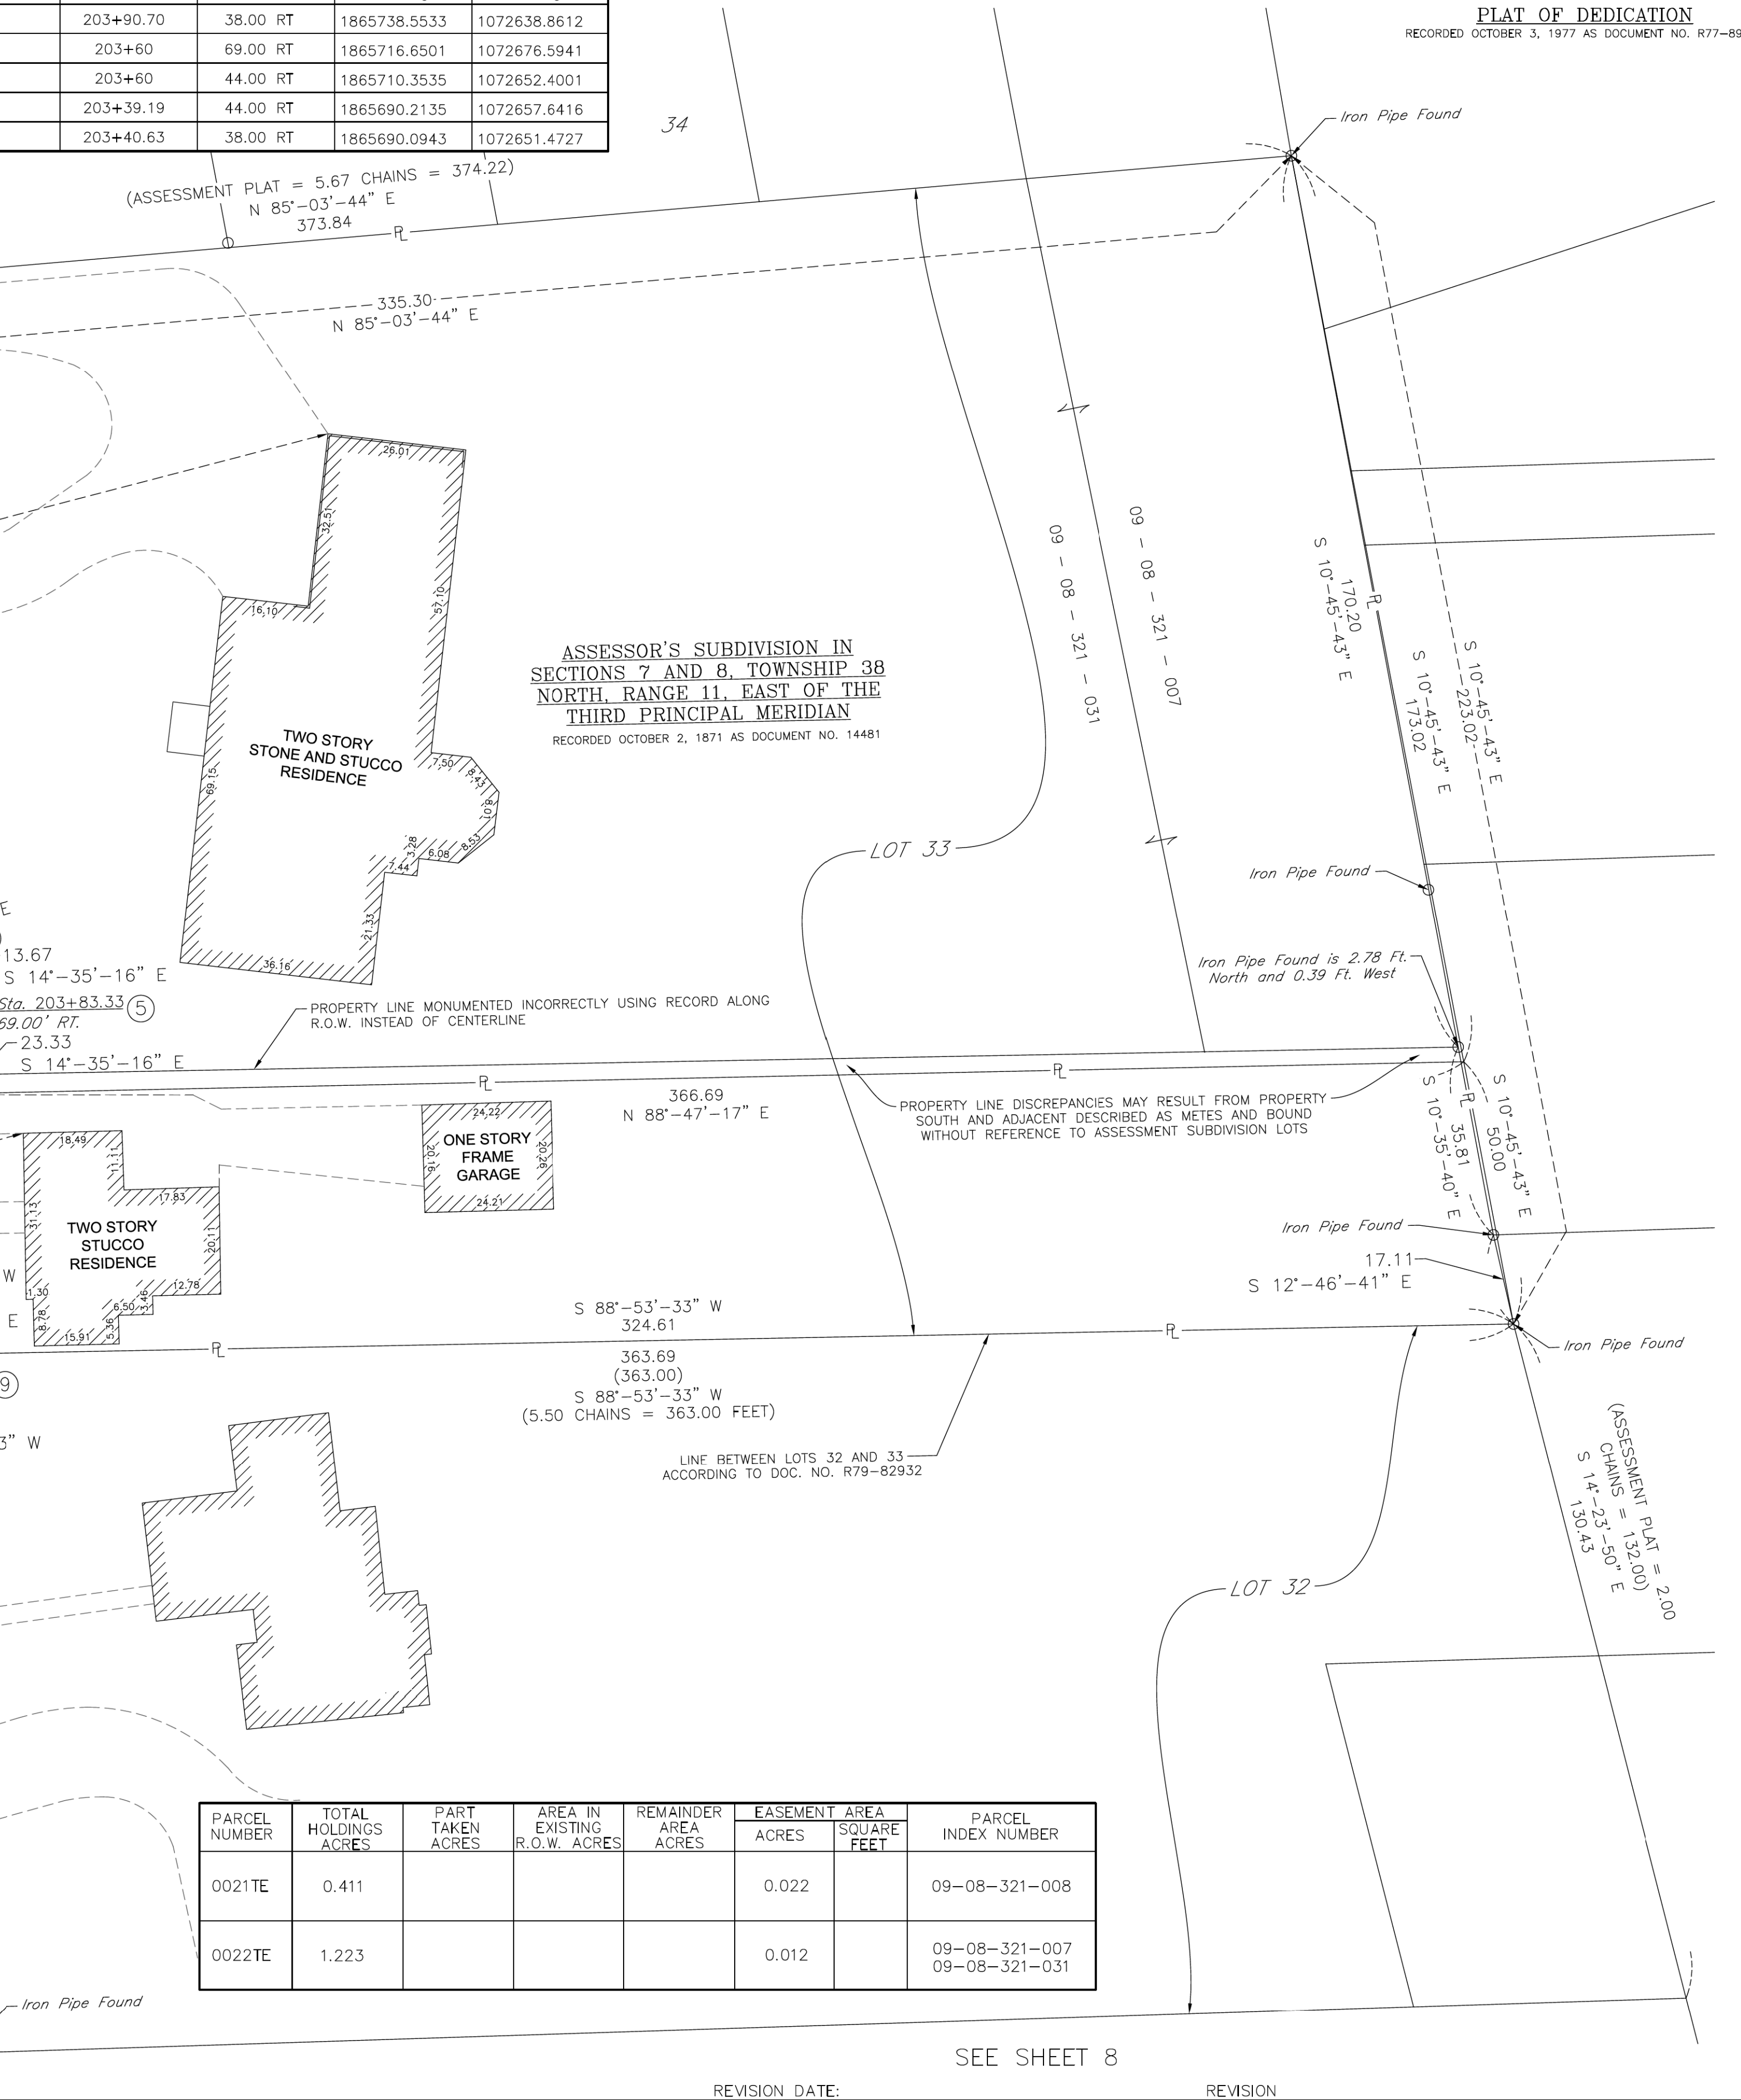 203+90.70 38.00 RT 1865738.5533 1072638.8612
203+60 69.00 RT 1865716.6501 1072676.5941
203+60 44.00 RT 1865710.3535 1072652.4001
203+39.19 44.00 RT 1865690.2135 1072657.6416
203+40.63 38.00 RT 1865690.0943 1072651.4727
PLAT OF DEDICATION
RECORDED OCTOBER 3, 1977 AS DOCUMENT NO. R77-89
34
Iron Pipe Found
(ASSESSMENT PLAT = 5.67 CHAINS = 374.22)
N 85°-03'-44" E
373.84
PL
335.30
N 85°-03'-44" E
26.01
32.51
57.10
16.10
69.15
TWO STORY
STONE AND STUCCO
RESIDENCE
7.50
8.43
8.01
8.53
6.08
3.28
7.44
21.33
36.16
ASSESSOR'S SUBDIVISION IN
SECTIONS 7 AND 8, TOWNSHIP 38
NORTH, RANGE 11, EAST OF THE
THIRD PRINCIPAL MERIDIAN
RECORDED OCTOBER 2, 1871 AS DOCUMENT NO. 14481
09 - 08 - 321 - 031
09 - 08 - 321 - 007
170.20
S 10°-45'-43" E
PL
S 10°-45'-43" E
173.02
S 10°-45'-43" E
223.02
LOT 33
Iron Pipe Found
Iron Pipe Found is 2.78 Ft.
North and 0.39 Ft. West
E
)
13.67
S 14°-35'-16" E
Sta. 203+83.33
5
69.00' RT.
23.33
S 14°-35'-16" E
PROPERTY LINE MONUMENTED INCORRECTLY USING RECORD ALONG
R.O.W. INSTEAD OF CENTERLINE
PL
PL
366.69
N 88°-47'-17" E
PROPERTY LINE DISCREPANCIES MAY RESULT FROM PROPERTY
SOUTH AND ADJACENT DESCRIBED AS METES AND BOUND
WITHOUT REFERENCE TO ASSESSMENT SUBDIVISION LOTS
PL
35.81
S 10°-35'-40" E
S 10°-45'-43" E
50.00
24.22
20.16
20.26
24.21
ONE STORY
FRAME
GARAGE
18.49
11.11
17.83
31.13
20.11
TWO STORY
STUCCO
RESIDENCE
12.78
3.46
6.50
5.36
15.91
8.78
1.30
W
E
Iron Pipe Found
17.11
S 12°-46'-41" E
S 88°-53'-33" W
324.61
PL
PL
Iron Pipe Found
363.69
(363.00)
S 88°-53'-33" W
(5.50 CHAINS = 363.00 FEET)
9
3" W
LINE BETWEEN LOTS 32 AND 33
ACCORDING TO DOC. NO. R79-82932
(ASSESSMENT PLAT = 2.00
CHAINS = 132.00)
S 14°-23'-50" E
130.43
LOT 32
PARCEL NUMBER TOTAL HOLDINGS ACRES PART TAKEN ACRES AREA IN EXISTING R.O.W. ACRES REMAINDER AREA ACRES EASEMENT AREA ACRES SQUARE FEET PARCEL INDEX NUMBER
0021TE 0.411 0.022 09-08-321-008
0022TE 1.223 0.012 09-08-321-007
09-08-321-031
Iron Pipe Found
SEE SHEET 8
REVISION DATE: REVISION